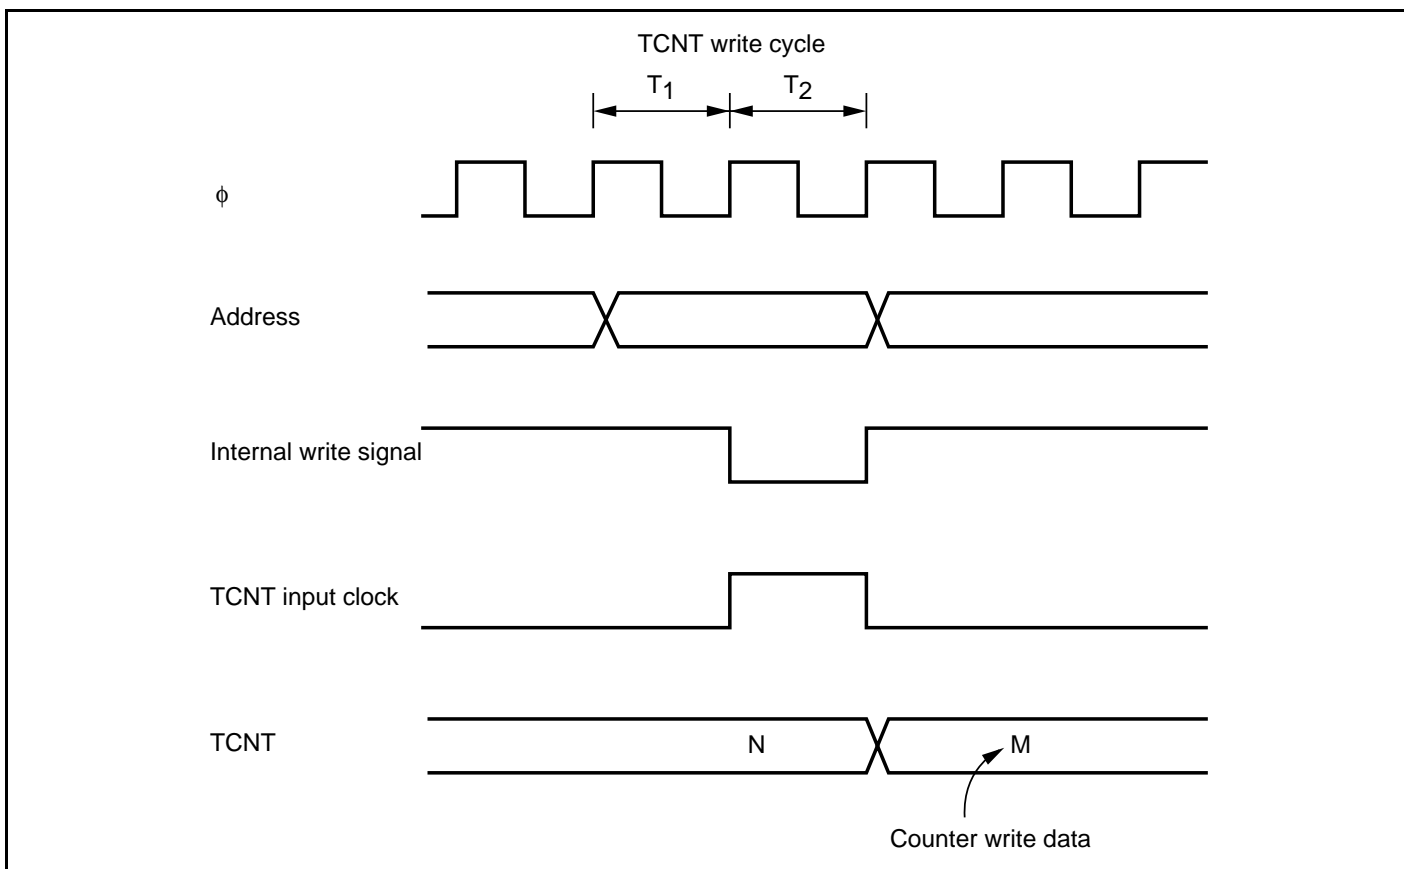 TCNT write cycle
T1 T2
ϕ
Address
Internal write signal
TCNT input clock
TCNT N M
Counter write data